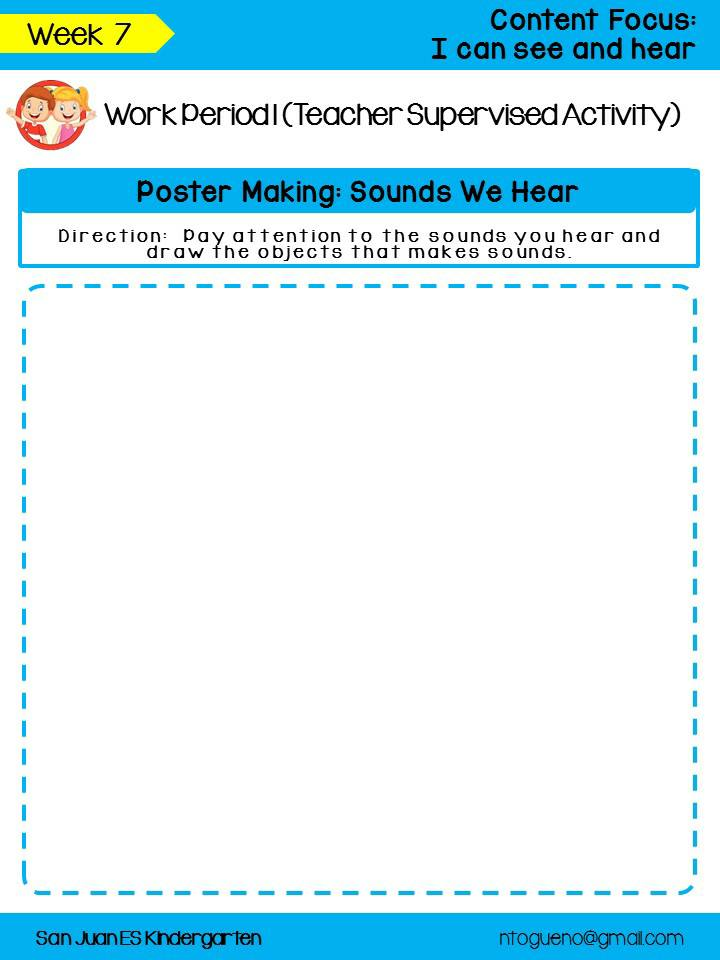 Week 7
Content Focus:
I can see and hear
Work Period 1 (Teacher Supervised Activity)
Poster Making: Sounds We Hear
Direction: Pay attention to the sounds you hear and
draw the objects that makes sounds.
San Juan ES Kindergarten
ntogueno@gmail.com